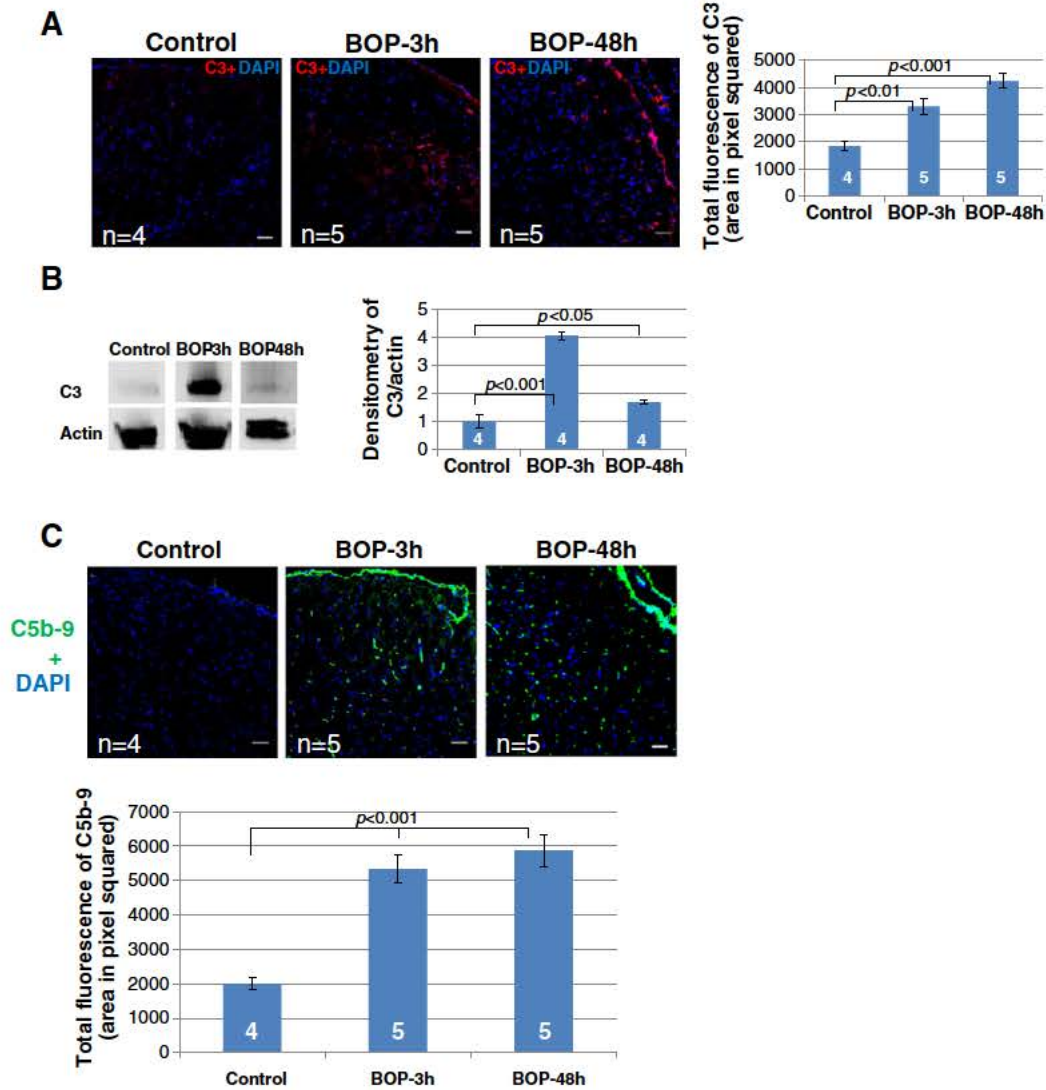 A
Control
BOP-3h
BOP-48h
C3+DAPI
C3+DAPI
C3+DAPI
n=4
n=5
n=5
Total fluorescence of C3
(area in pixel squared)
5000
4000
3000
2000
1000
0
p<0.001
p<0.01
4
5
5
Control
BOP-3h
BOP-48h
B
Control
BOP3h
BOP48h
C3
Actin
Densitometry of
C3/actin
5
4
3
2
1
0
p<0.05
p<0.001
4
4
4
Control
BOP-3h
BOP-48h
C
Control
BOP-3h
BOP-48h
C5b-9
+
DAPI
n=4
n=5
n=5
Total fluorescence of C5b-9
(area in pixel squared)
7000
6000
5000
4000
3000
2000
1000
0
p<0.001
4
5
5
Control
BOP-3h
BOP-48h